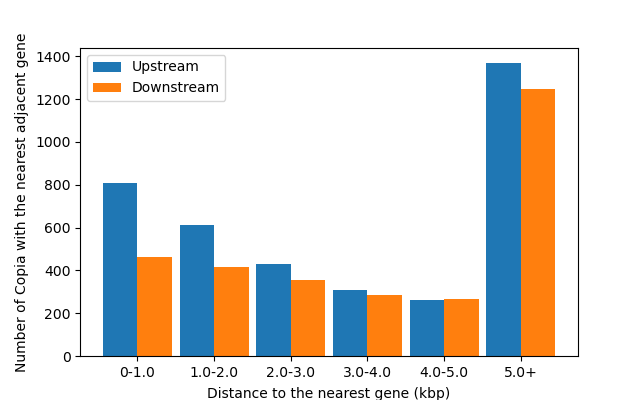 Number of Copia with the nearest adjacent gene
1400
1200
1000
800
600
400
200
0
Upstream
Downstream
0-1.0 1.0-2.0 2.0-3.0 3.0-4.0 4.0-5.0 5.0+
Distance to the nearest gene (kbp)